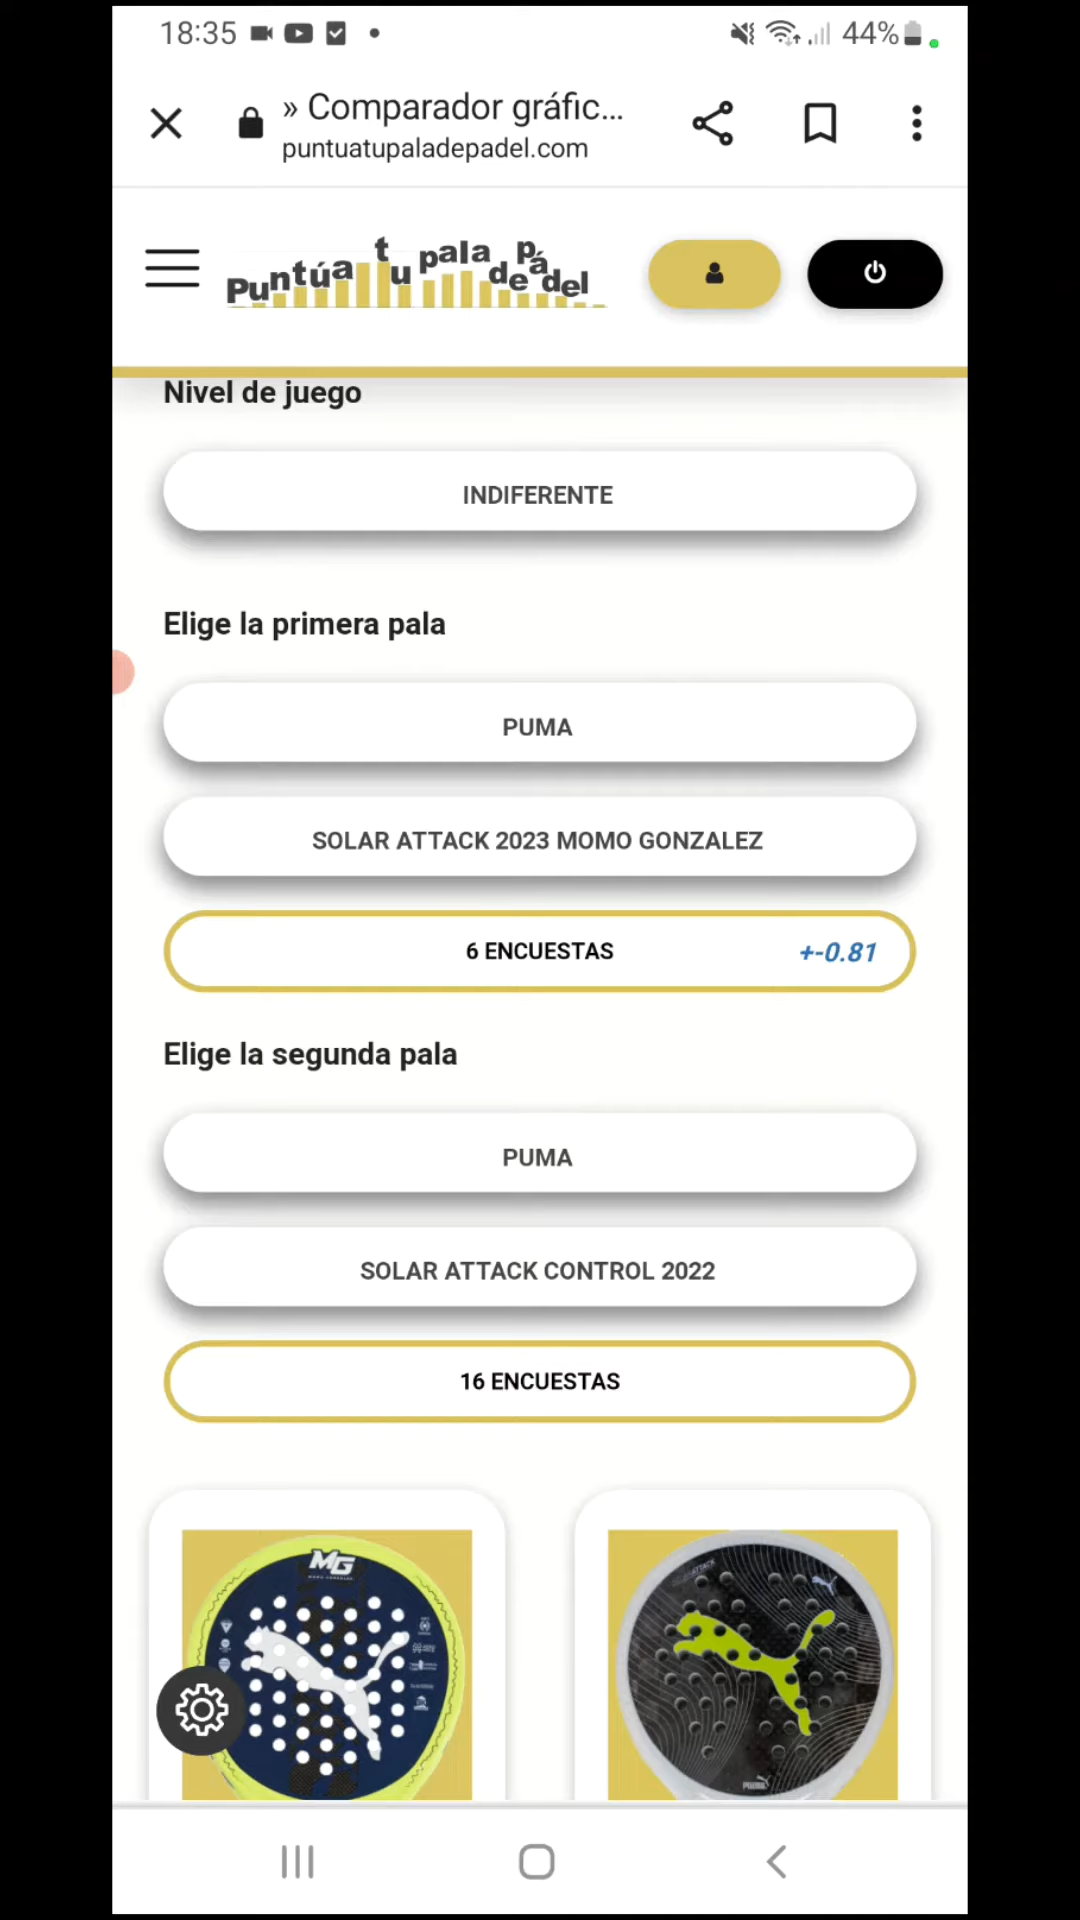 18:35
44%
» Comparador gráfic...
puntuatupaladepadel.com
Puntúa tu pala de pádel
Nivel de juego
INDIFERENTE
Elige la primera pala
PUMA
SOLAR ATTACK 2023 MOMO GONZALEZ
6 ENCUESTAS +-0.81
Elige la segunda pala
PUMA
SOLAR ATTACK CONTROL 2022
16 ENCUESTAS
MG
PUMA